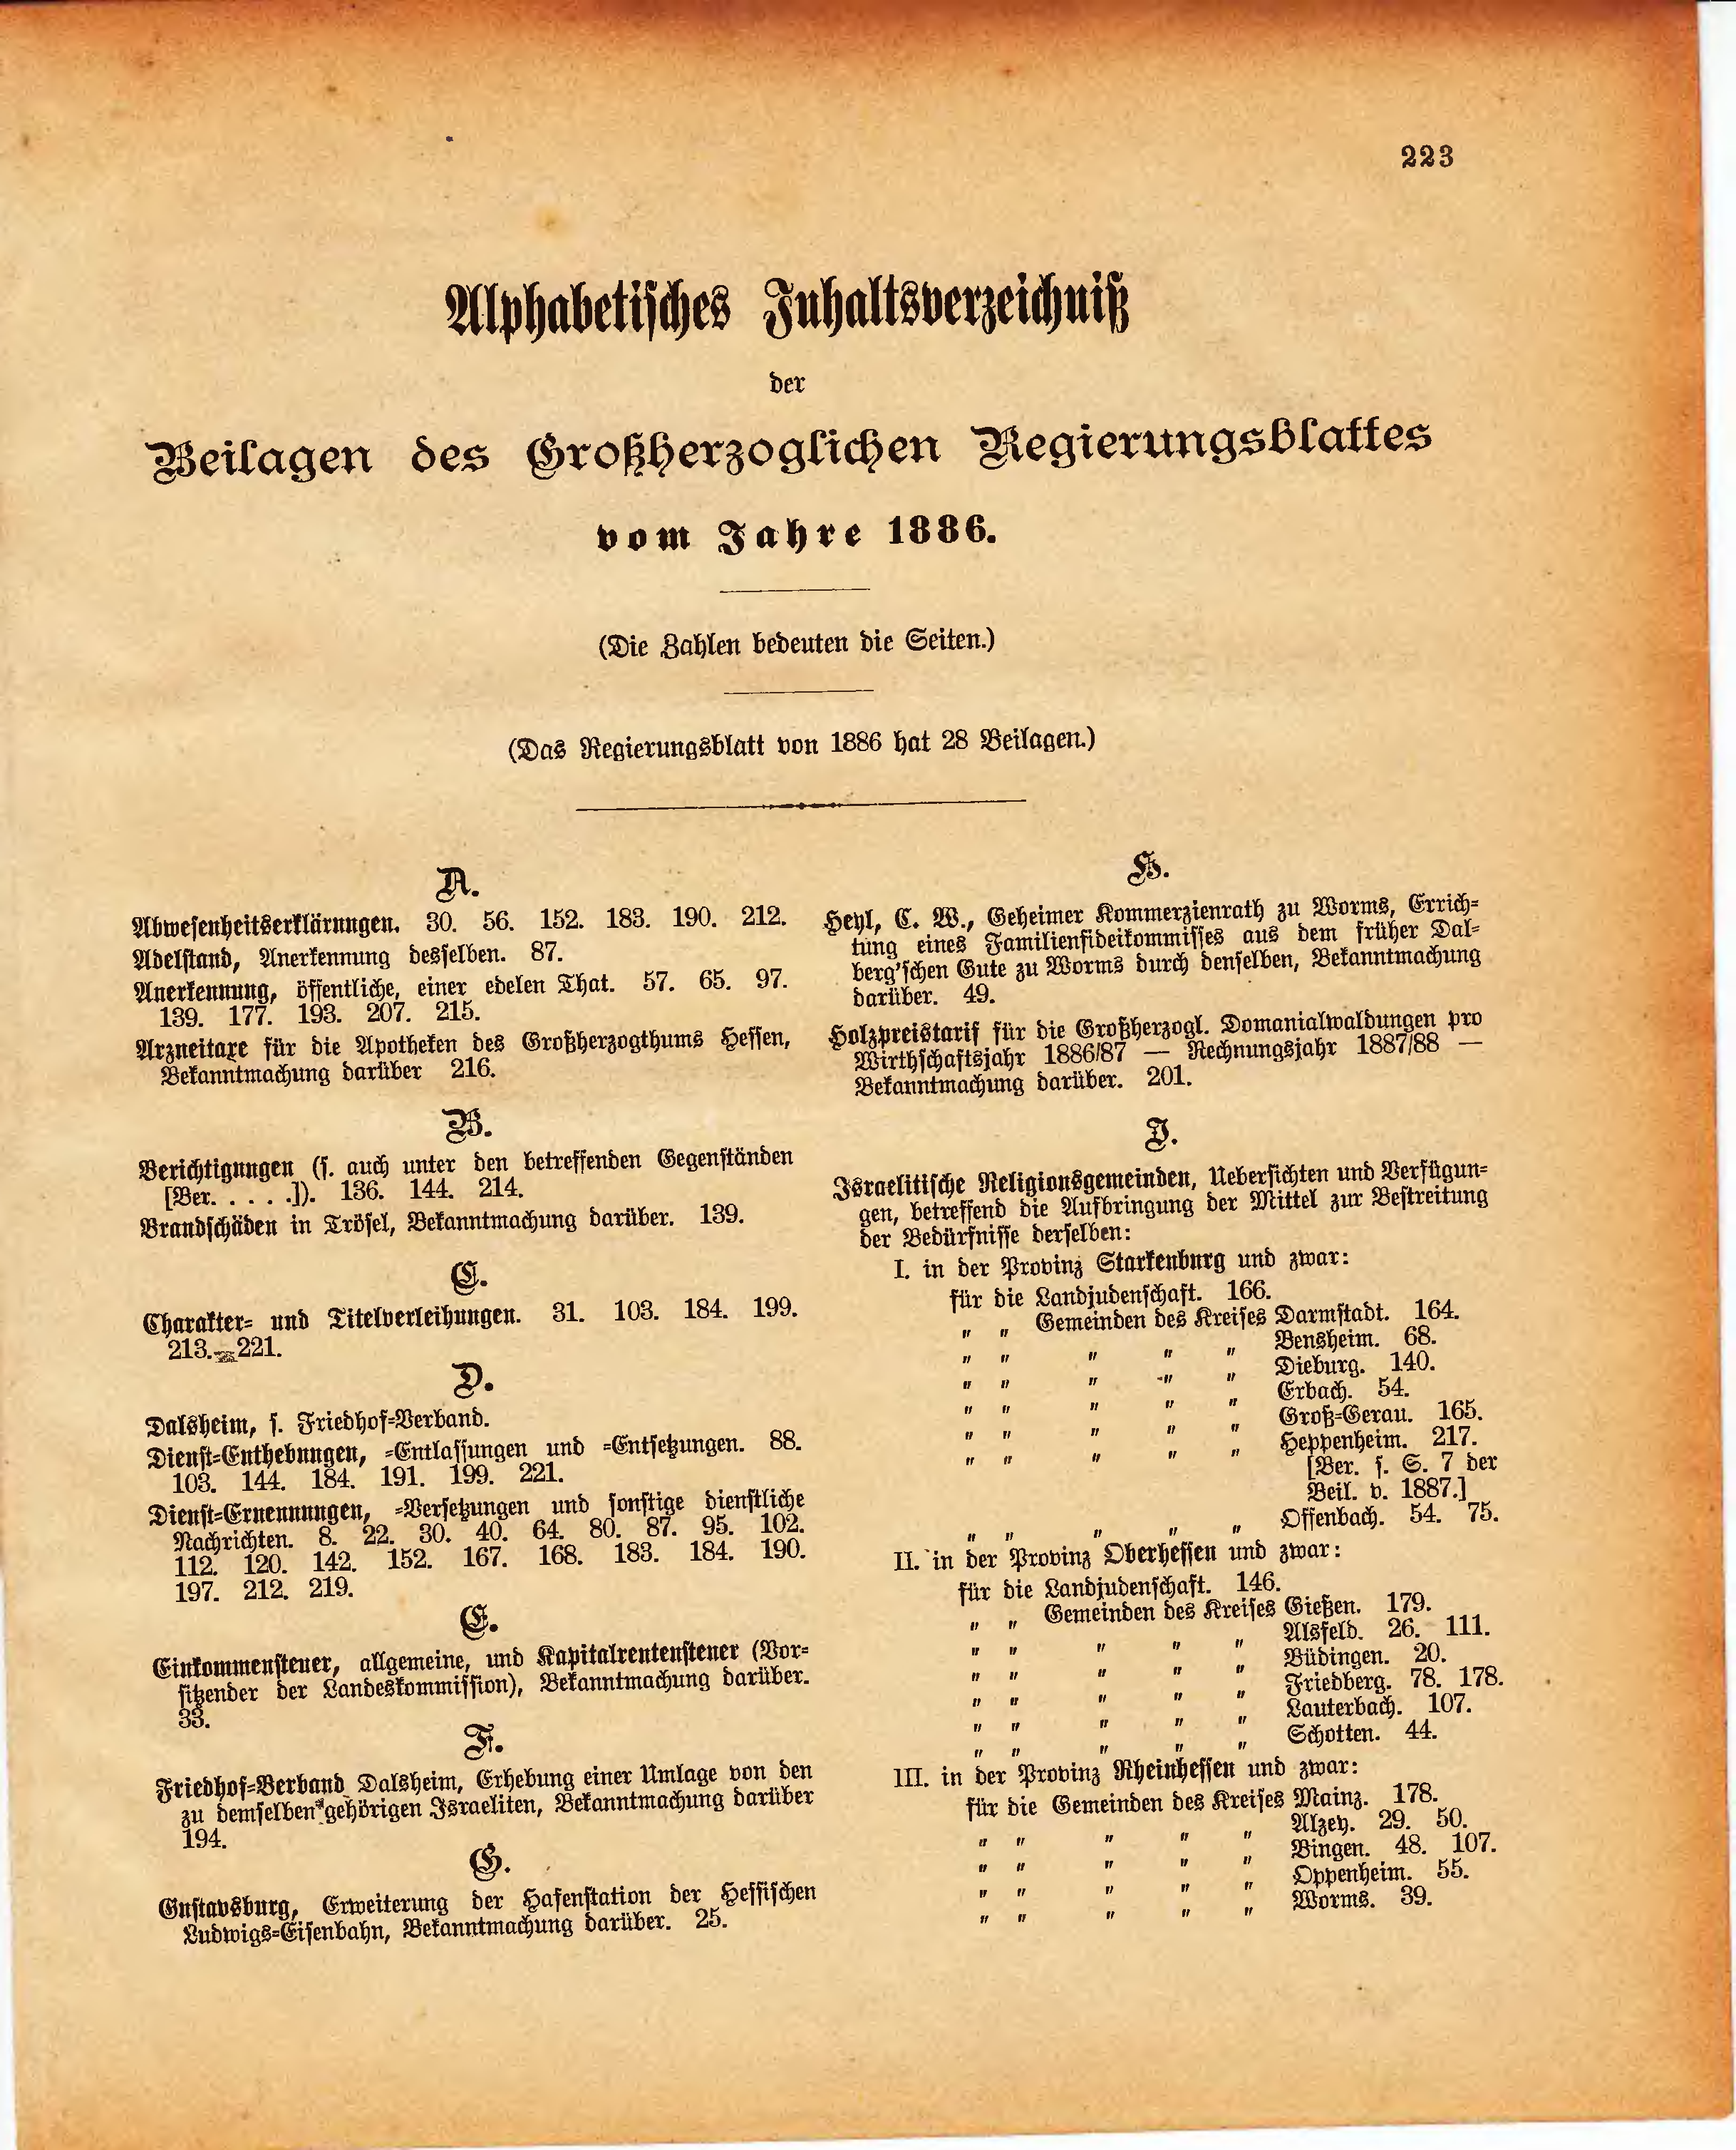 223
Alphabetisches Inhaltsverzeichniß
der
Beilagen des Großherzoglichen Regierungsblattes
vom Jahre 1886.
(Die Zahlen bedeuten die Seiten.)
(Das Regierungsblatt von 1886 hat 28 Beilagen.)
A.
Abwesenheitserklärungen. 30. 56. 152. 183. 190. 212.
Adelstand, Anerkennung desselben. 87.
Anerkennung, öffentliche, einer edelen That. 57. 65. 97.
139. 177. 193. 207. 215.
Arzneitaxe für die Apotheken des Großherzogthums Hessen,
Bekanntmachung darüber 216.
B.
Berichtigungen (s. auch unter den betreffenden Gegenständen
[Ber. . . . .]). 136. 144. 214.
Brandschäden in Trösel, Bekanntmachung darüber. 139.
C.
Charakter- und Titelverleihungen. 31. 103. 184. 199.
213. 221.
D.
Dalsheim, s. Friedhof-Verband.
Dienst-Enthebungen, -Entlassungen und -Entsetzungen. 88.
103. 144. 184. 191. 199. 221.
Dienst-Ernennungen, -Versetzungen und sonstige dienstliche
Nachrichten. 8. 22. 30. 40. 64. 80. 87. 95. 102.
112. 120. 142. 152. 167. 168. 183. 184. 190.
197. 212. 219.
E.
Einkommensteuer, allgemeine, und Kapitalrentensteuer (Vor-
sitzender der Landeskommission), Bekanntmachung darüber.
33.
F.
Friedhof-Verband Dalsheim, Erhebung einer Umlage von den
zu demselben gehörigen Israeliten, Bekanntmachung darüber
194.
G.
Gustavsburg, Erweiterung der Hafenstation der Hessischen
Ludwigs-Eisenbahn, Bekanntmachung darüber. 25.
H.
Heyl, C. W., Geheimer Kommerzienrath zu Worms, Errich-
tung eines Familienfideikommisses aus dem früher Dal-
berg'schen Gute zu Worms durch denselben, Bekanntmachung
darüber. 49.
Holzpreistarif für die Großherzogl. Domanialwaldungen pro
Wirthschaftsjahr 1886/87 — Rechnungsjahr 1887/88 —
Bekanntmachung darüber. 201.
I.
Israelitische Religionsgemeinden, Uebersichten und Verfügun-
gen, betreffend die Aufbringung der Mittel zur Bestreitung
der Bedürfnisse derselben:
I. in der Provinz Starkenburg und zwar:
für die Landjudenschaft. 166.
" " Gemeinden des Kreises Darmstadt. 164.
" " " " " Bensheim. 68.
" " " " " Dieburg. 140.
" " " " " Erbach. 54.
" " " " " Groß-Gerau. 165.
" " " " " Heppenheim. 217.
[Ber. s. S. 7 der
Beil. v. 1887.]
" " " " " Offenbach. 54. 75.
II. in der Provinz Oberhessen und zwar:
für die Landjudenschaft. 146.
" " Gemeinden des Kreises Gießen. 179.
" " " " " Alsfeld. 26. 111.
" " " " " Büdingen. 20.
" " " " " Friedberg. 78. 178.
" " " " " Lauterbach. 107.
" " " " " Schotten. 44.
III. in der Provinz Rheinhessen und zwar:
für die Gemeinden des Kreises Mainz. 178.
" " " " " Alzey. 29. 50.
" " " " " Bingen. 48. 107.
" " " " " Oppenheim. 55.
" " " " " Worms. 39.